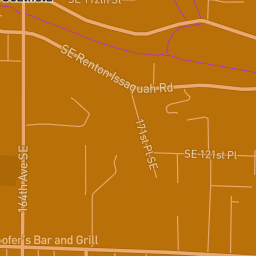 SE 112th St
SE Renton-Issaquah Rd
171st Pl SE
SE 121st Pl
164th Ave SE
ofer's Bar and Grill